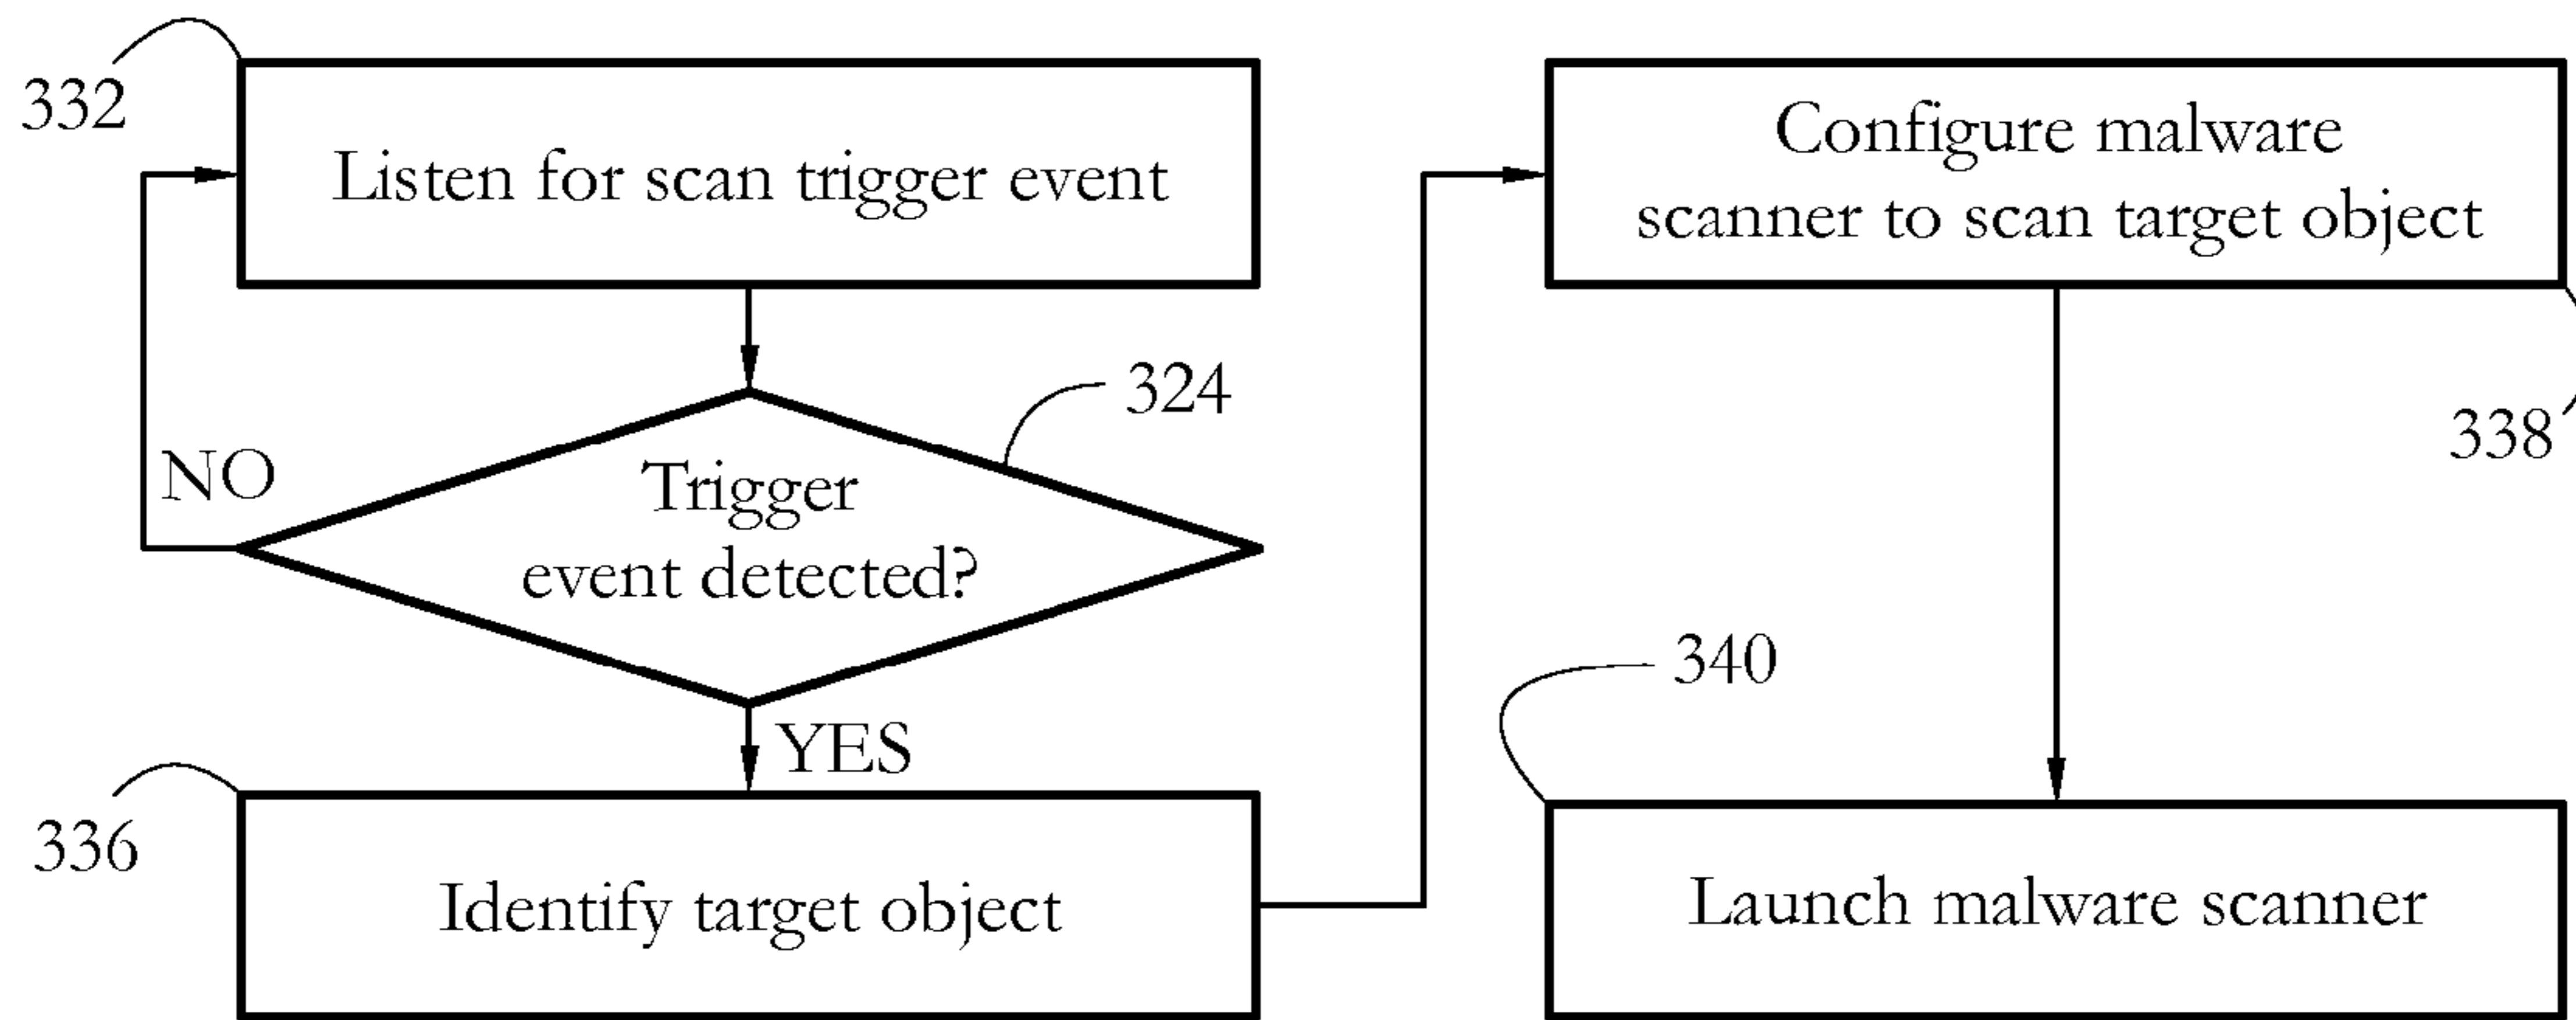 332
Listen for scan trigger event
324
NO
Trigger
event detected?
YES
336
Identify target object
Configure malware
scanner to scan target object
338
340
Launch malware scanner